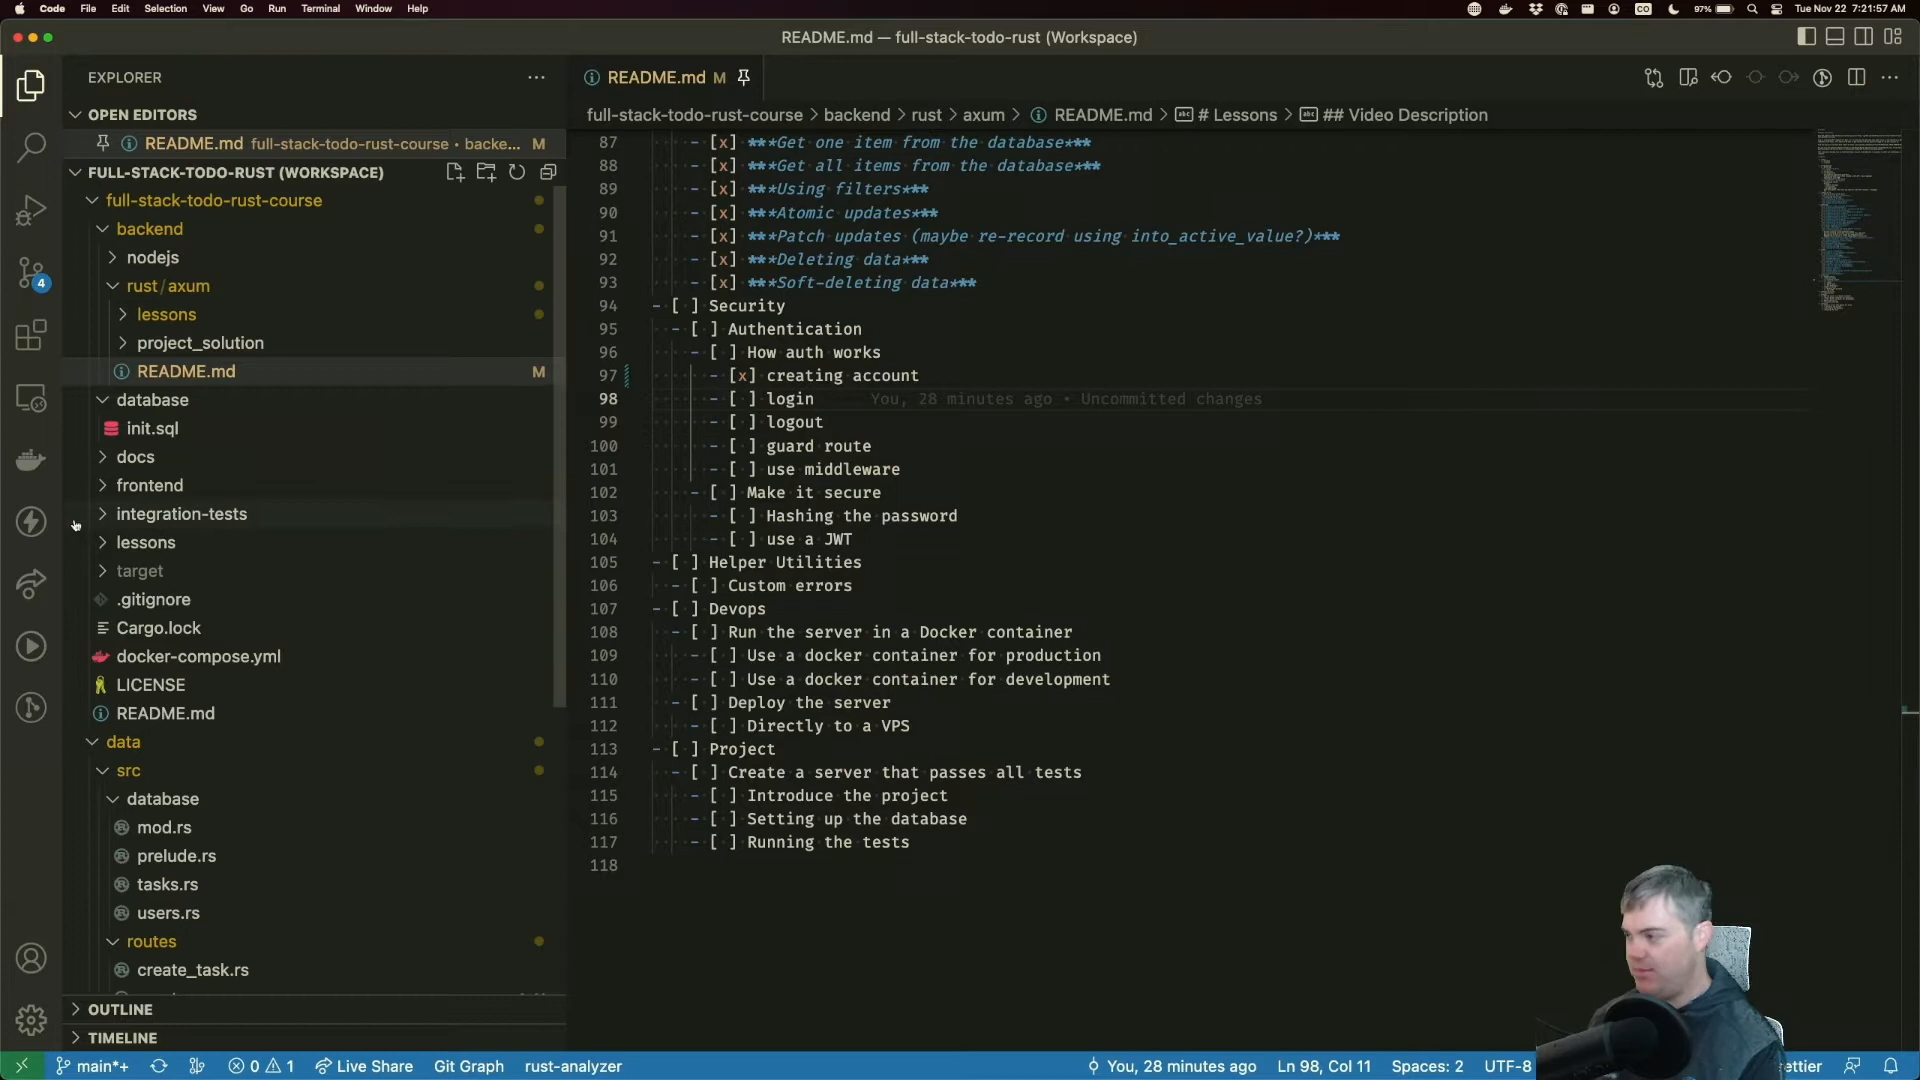 Code File Edit Selection View Go Run Terminal Window Help CO 97% Tue Nov 22 7:21:57 AM
README.md — full-stack-todo-rust (Workspace)
EXPLORER
README.md M
OPEN EDITORS
full-stack-todo-rust-course > backend > rust > axum > README.md > # Lessons > ## Video Description
README.md full-stack-todo-rust-course • backe... M
FULL-STACK-TODO-RUST (WORKSPACE)
full-stack-todo-rust-course
backend
nodejs
rust/axum
lessons
project_solution
README.md M
database
init.sql
docs
frontend
integration-tests
lessons
target
.gitignore
Cargo.lock
docker-compose.yml
LICENSE
README.md
data
src
database
mod.rs
prelude.rs
tasks.rs
users.rs
routes
create_task.rs
OUTLINE
TIMELINE
4
87 - [x] ***Get one item from the database***
88 - [x] ***Get all items from the database***
89 - [x] ***Using filters***
90 - [x] ***Atomic updates***
91 - [x] ***Patch updates (maybe re-record using into_active_value?)***
92 - [x] ***Deleting data***
93 - [x] ***Soft-deleting data***
94 - [ ] Security
95 - [ ] Authentication
96 - [ ] How auth works
97 - [x] creating account
98 - [ ] login You, 28 minutes ago • Uncommitted changes
99 - [ ] logout
100 - [ ] guard route
101 - [ ] use middleware
102 - [ ] Make it secure
103 - [ ] Hashing the password
104 - [ ] use a JWT
105 - [ ] Helper Utilities
106 - [ ] Custom errors
107 - [ ] Devops
108 - [ ] Run the server in a Docker container
109 - [ ] Use a docker container for production
110 - [ ] Use a docker container for development
111 - [ ] Deploy the server
112 - [ ] Directly to a VPS
113 - [ ] Project
114 - [ ] Create a server that passes all tests
115 - [ ] Introduce the project
116 - [ ] Setting up the database
117 - [ ] Running the tests
118
main*+ 0 1 Live Share Git Graph rust-analyzer You, 28 minutes ago Ln 98, Col 11 Spaces: 2 UTF-8 ettier